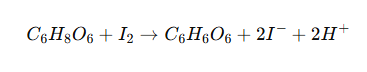 C₆H₈O₆ + I₂ → C₆H₆O₆ + 2I⁻ + 2H⁺